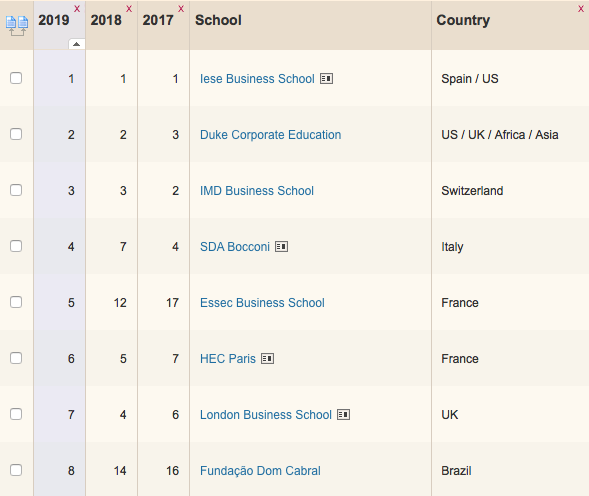 2019 x 2018 x 2017 x School Country x
1 1 1 Iese Business School Spain / US
2 2 3 Duke Corporate Education US / UK / Africa / Asia
3 3 2 IMD Business School Switzerland
4 7 4 SDA Bocconi Italy
5 12 17 Essec Business School France
6 5 7 HEC Paris France
7 4 6 London Business School UK
8 14 16 Fundação Dom Cabral Brazil